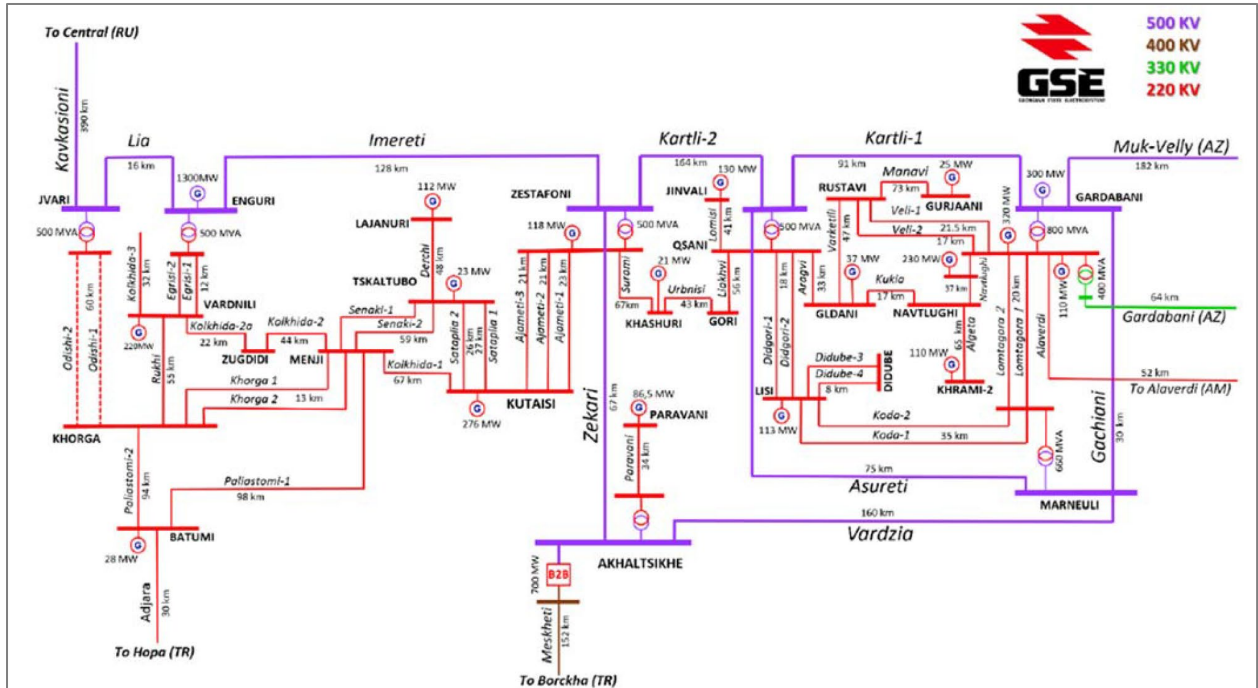 To Central (RU)
Kavkasioni
390 km
Lia
16 km
Imereti
128 km
Kartli-2
164 km
Kartli-1
91 km
GSE
GEORGIAN STATE ELECTROSYSTEM
500 KV
400 KV
330 KV
220 KV
Muk-Velly (AZ)
182 km
JVARI
500 MVA
1300MW
G
ENGURI
500 MVA
Kolkhida-3
32 km
Egrisi-2
Egrisi-1
12 km
VARDNILI
G
220MW
Odishi-2
Odishi-1
60 km
Rukhi
55 km
Kolkhida-2a
22 km
ZUGDIDI
Kolkhida-2
44 km
MENJI
Khorga 1
Khorga 2
13 km
KHORGA
Paliastomi-2
94 km
Paliastomi-1
98 km
BATUMI
G
28 MW
Adjara
30 km
To Hopa (TR)
112 MW
G
LAJANURI
Derchi
48 km
TSKALTUBO
23 MW
G
Senaki-1
Senaki-2
59 km
Kolkhida-1
67 km
Sataplia 2
26 km
27 km
Sataplia 1
G
276 MW
KUTAISI
Ajameti-3
21 km
Ajameti-2
21 km
Ajameti-1
23 km
118 MW
G
ZESTAFONI
500 MVA
Surami
67km
21 MW
G
KHASHURI
Urbnisi
43 km
GORI
Liakhvi
56 km
130 MW
G
JINVALI
Lomisi
41 km
QSANI
500 MVA
Aragvi
33 km
Didgori-1
Didgori-2
18 km
LISI
G
113 MW
Didube-3
Didube-4
8 km
DIDUBE
Koda-2
Koda-1
35 km
37 MW
G
GLDANI
Kukia
17 km
NAVTLUGHI
RUSTAVI
Varketili
47 km
Manavi
73 km
25 MW
G
GURJAANI
Veli-1
21.5 km
Veli-2
17 km
230 MW
G
37 km
Navtlughi
Algeta
65 km
110 MW
G
KHRAMI-2
300 MW
G
GARDABANI
320 MW
G
800 MVA
Lomtagora 2
Lomtagora 1
20 km
Alaverdi
G
110 MW
400 MVA
64 km
Gardabani (AZ)
52 km
To Alaverdi (AM)
660 MVA
Gachiani
30 km
MARNEULI
75 km
Asureti
160 km
Vardzia
Zekari
67 km
86,5 MW
G
PARAVANI
Paravani
34 km
AKHALTSIKHE
700 MW
B2B
Meskheti
152 km
To Borckha (TR)